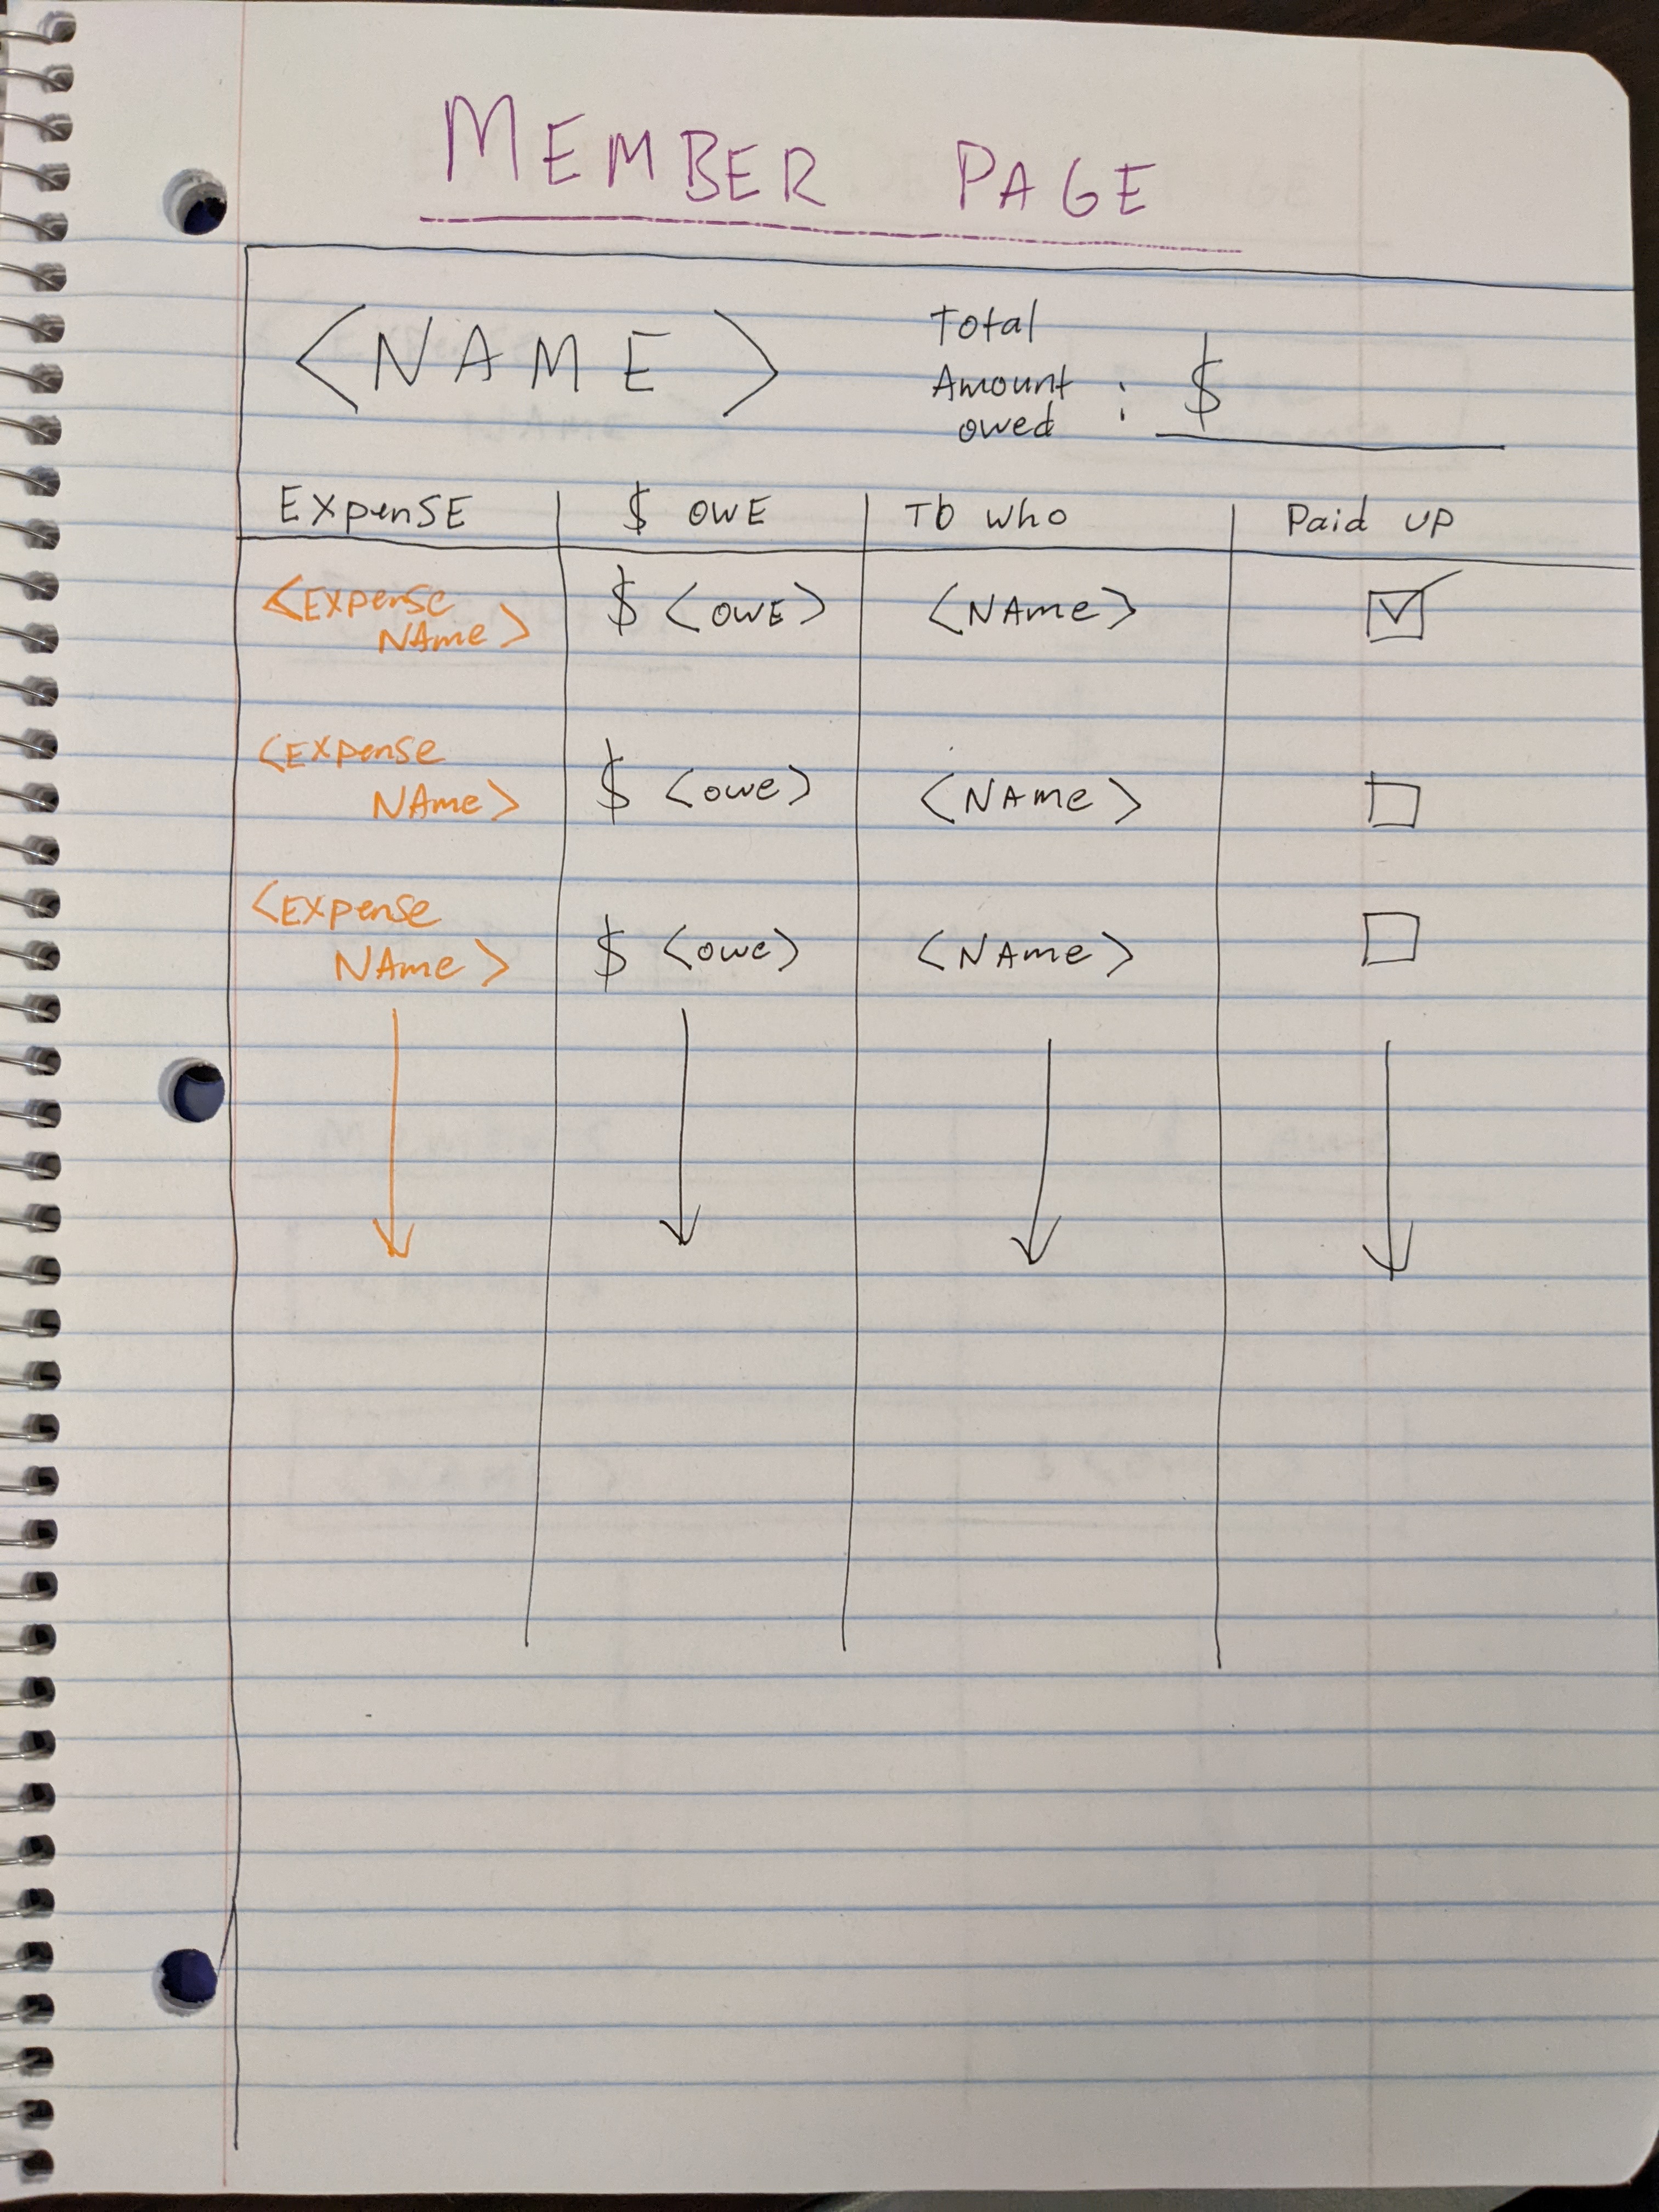 MEMBER PAGE
<NAME>
Total
Amount
owed : $
EXPENSE $ OWE TO WHO Paid UP
<EXPENSE
NAme> $ <OWE> <NAme>
<EXPENSE
NAme> $ <owe> <NAme>
<EXPENSE
NAme> $ <owe> <NAme>